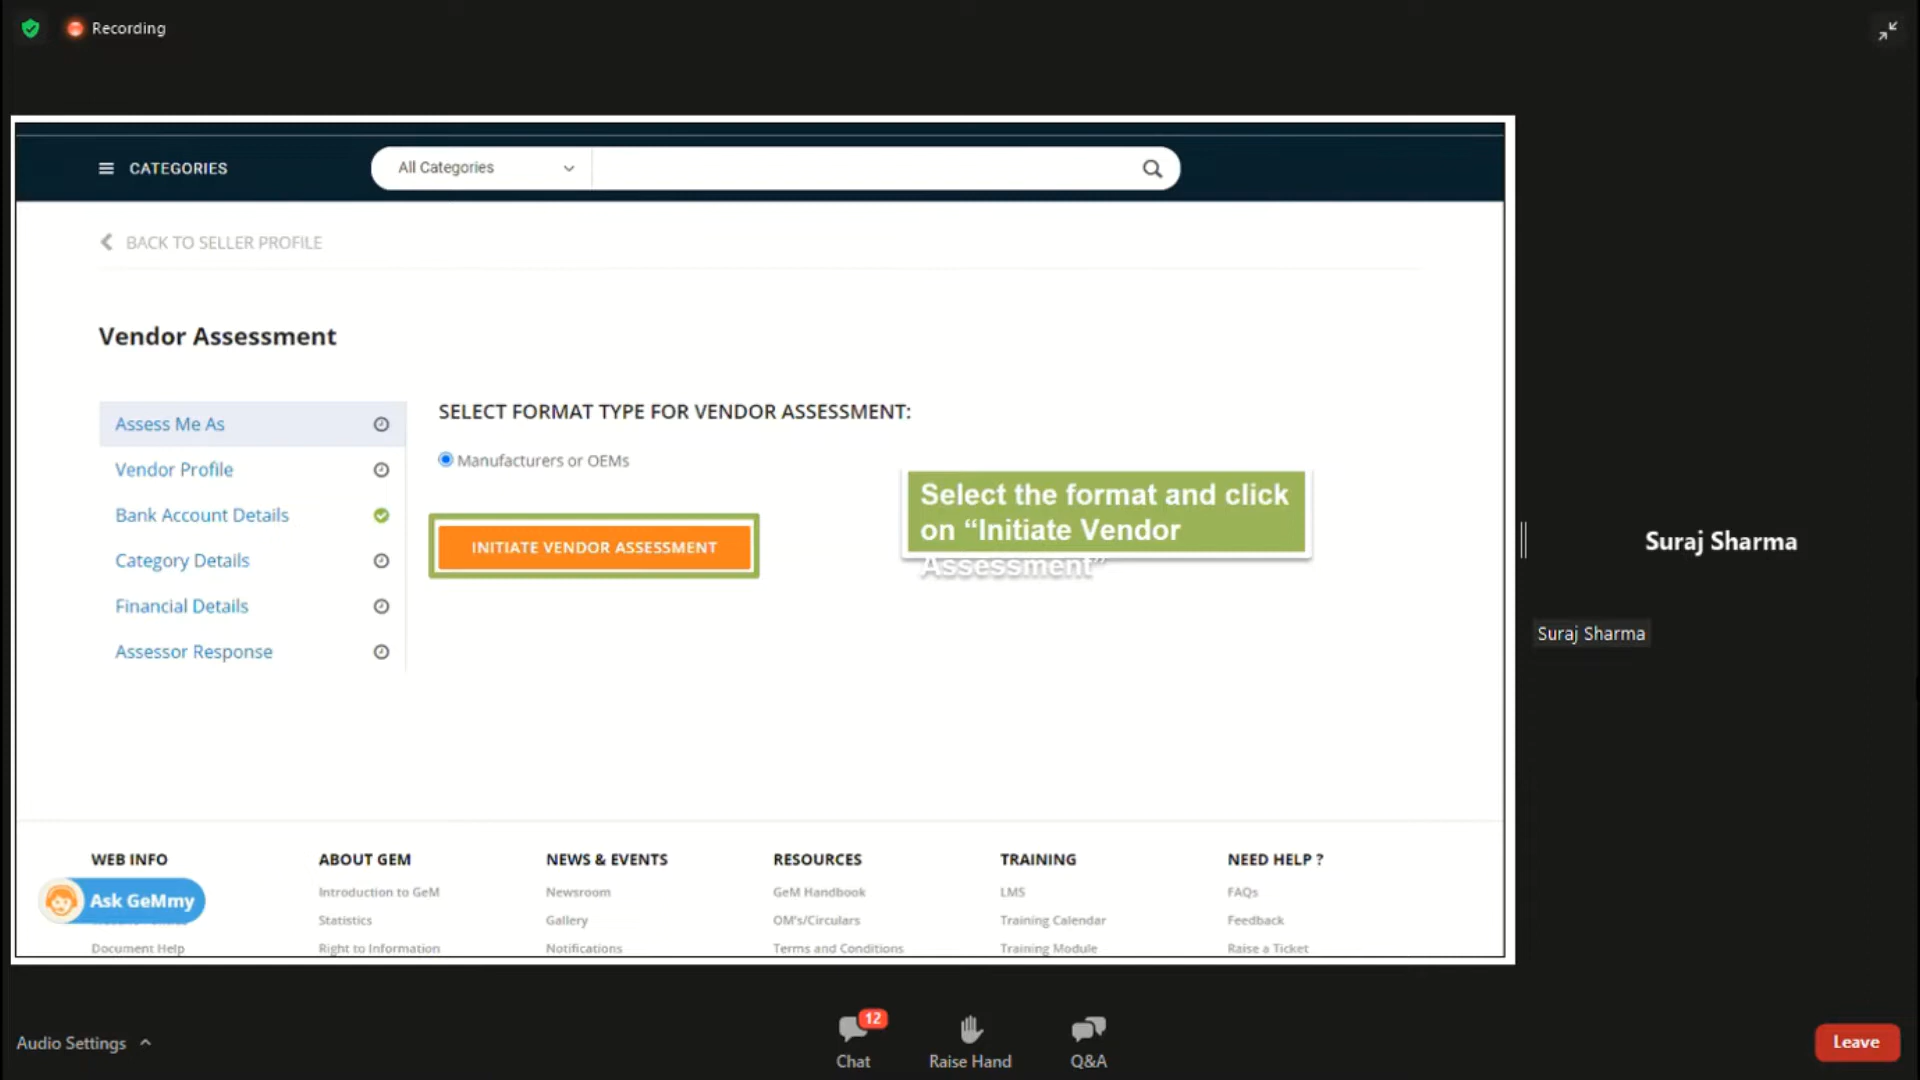 Recording
CATEGORIES
All Categories
BACK TO SELLER PROFILE
Vendor Assessment
Assess Me As
Vendor Profile
Bank Account Details
Category Details
Financial Details
Assessor Response
SELECT FORMAT TYPE FOR VENDOR ASSESSMENT:
Manufacturers or OEMs
INITIATE VENDOR ASSESSMENT
Select the format and click
on “Initiate Vendor
Assessment”
Suraj Sharma
Suraj Sharma
WEB INFO
Ask GeMmy
Document Help
ABOUT GEM
Introduction to GeM
Statistics
Right to Information
NEWS & EVENTS
Newsroom
Gallery
Notifications
RESOURCES
GeM Handbook
OM's/Circulars
Terms and Conditions
TRAINING
LMS
Training Calendar
Training Module
NEED HELP ?
FAQs
Feedback
Raise a Ticket
Audio Settings
12
Chat
Raise Hand
Q&A
Leave